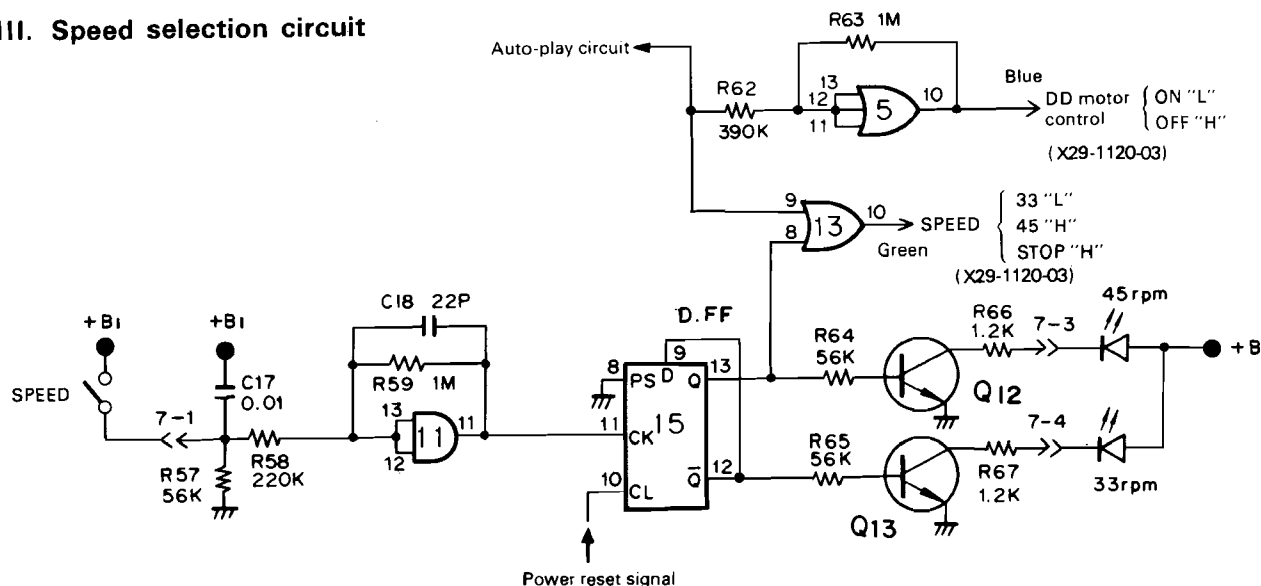 III. Speed selection circuit
Auto-play circuit
R63 1M
R62
390K
13
12
11
5
10
Blue
DD motor
control
ON "L"
OFF "H"
(X29-1120-03)
9
8
13
10
SPEED
Green
33 "L"
45 "H"
STOP "H"
(X29-1120-03)
+B1
+B1
SPEED
7-1
C17
0.01
R57
56K
R58
220K
C18 22P
R59 1M
13
12
11
11
D.FF
9
8
PS
D
Q
13
11
CK
15
10
CL
Q̅
12
Power reset signal
R64
56K
R65
56K
Q12
Q13
R66
1.2K
7-3
45rpm
+B
R67
1.2K
7-4
33rpm